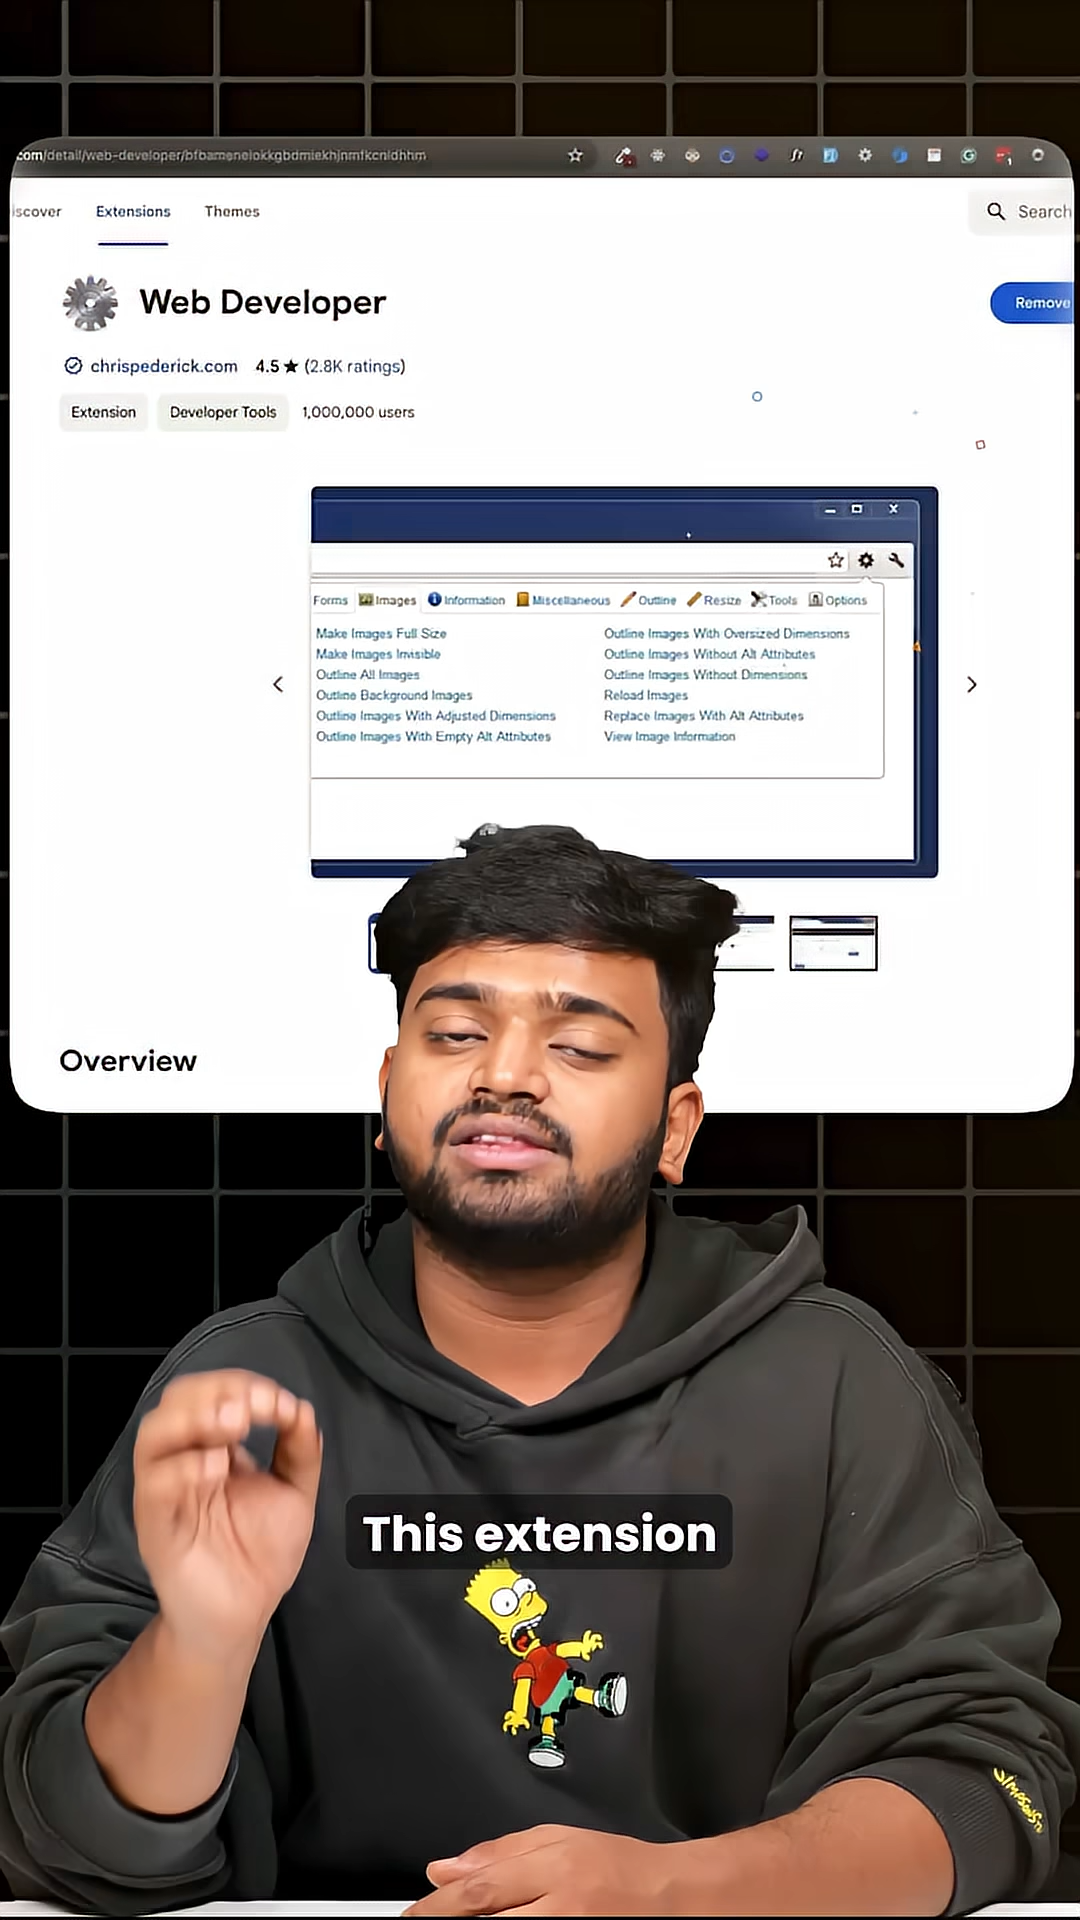 com/detail/web-developer/bfbameneiokkgbdmiekhjnmfkcnldhhm
iscover Extensions Themes Search
Web Developer Remove
chrispederick.com 4.5★ (2.8K ratings)
Extension Developer Tools 1,000,000 users
Forms Images Information Miscellaneous Outline Resize Tools Options
Make Images Full Size Outline Images With Oversized Dimensions
Make Images Invisible Outline Images Without Alt Attributes
Outline All Images Outline Images Without Dimensions
Outline Background Images Reload Images
Outline Images With Adjusted Dimensions Replace Images With Alt Attributes
Outline Images With Empty Alt Attributes View Image Information
Overview
This extension